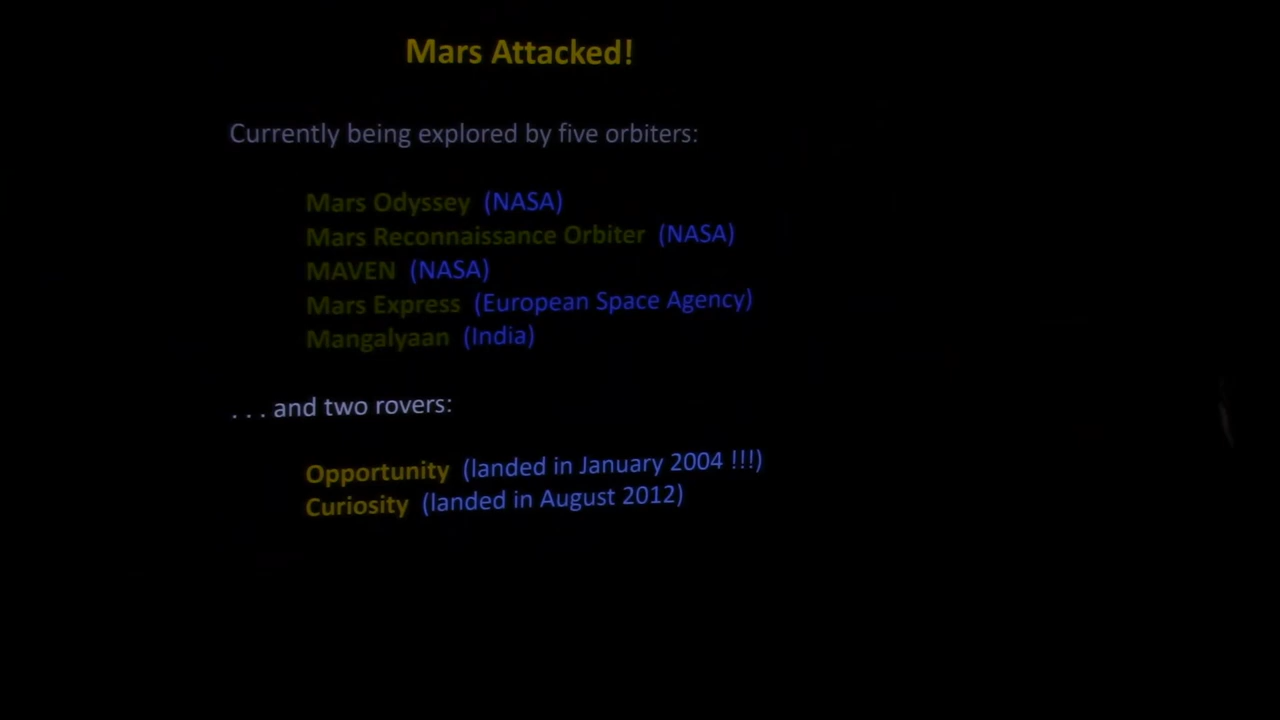 Mars Attacked!
Currently being explored by five orbiters:
Mars Odyssey (NASA)
Mars Reconnaissance Orbiter (NASA)
MAVEN (NASA)
Mars Express (European Space Agency)
Mangalyaan (India)
. . . and two rovers:
Opportunity (landed in January 2004 !!!)
Curiosity (landed in August 2012)